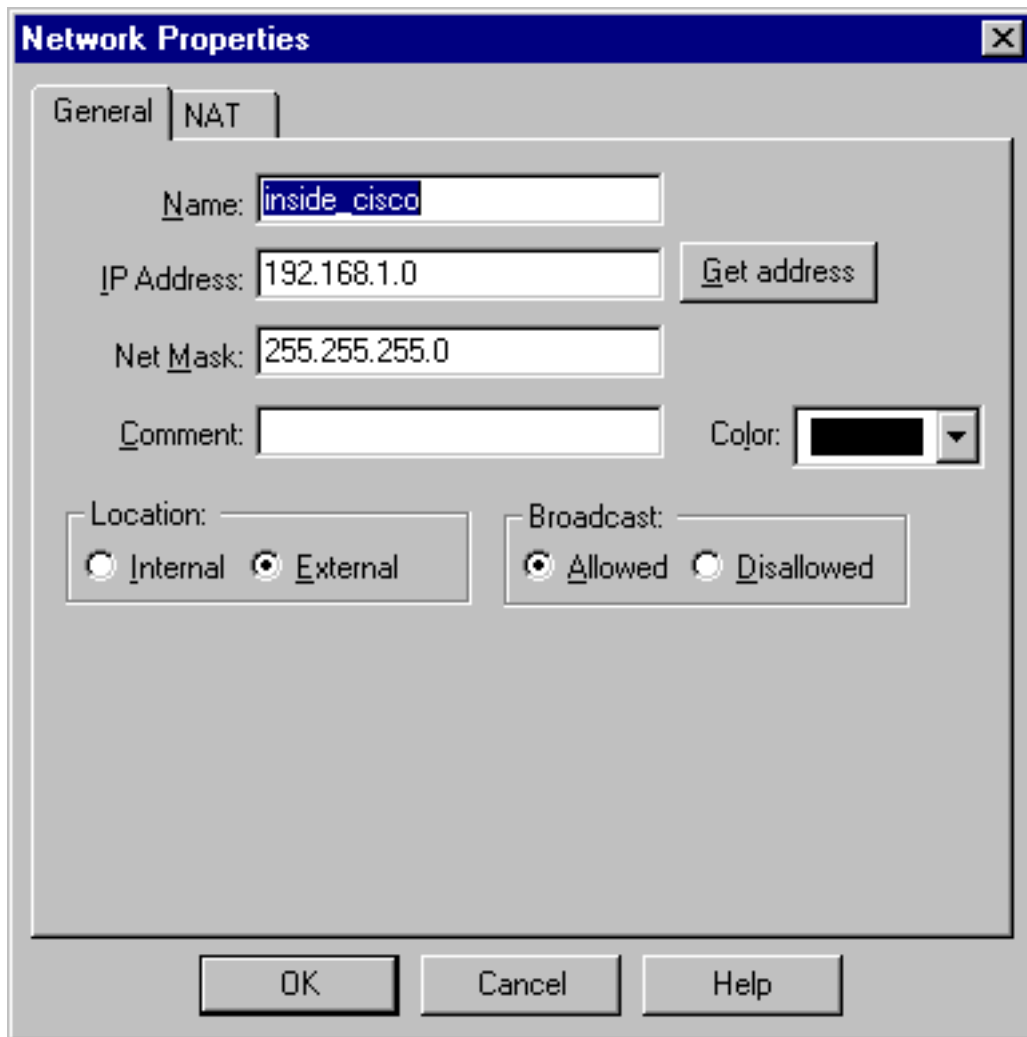 Network Properties
General NAT
Name: inside_cisco
IP Address: 192.168.1.0 Get address
Net Mask: 255.255.255.0
Comment: Color:
Location: Broadcast:
Internal External Allowed Disallowed
OK Cancel Help